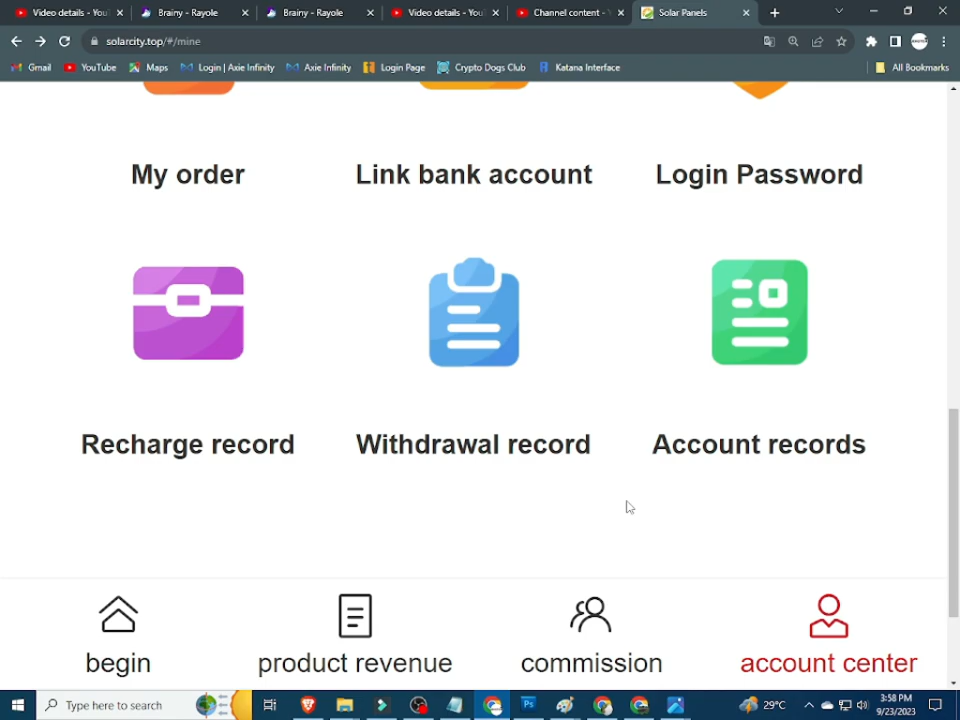 Video details - You
Brainy - Rayole
Brainy - Rayole
Video details - You
Channel content -
Solar Panels
solarcity.top/#/mine
Gmail
YouTube
Maps
Login | Axie Infinity
Axie Infinity
Login Page
Crypto Dogs Club
Katana Interface
All Bookmarks
My order
Link bank account
Login Password
Recharge record
Withdrawal record
Account records
begin
product revenue
commission
account center
Type here to search
29°C
3:58 PM
9/23/2023